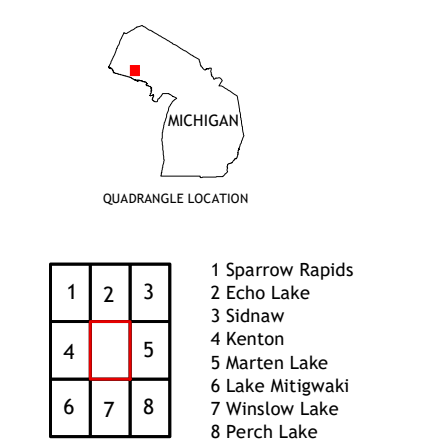 MICHIGAN
QUADRANGLE LOCATION
1 2 3
4 5
6 7 8
1 Sparrow Rapids
2 Echo Lake
3 Sidnaw
4 Kenton
5 Marten Lake
6 Lake Mitigwaki
7 Winslow Lake
8 Perch Lake